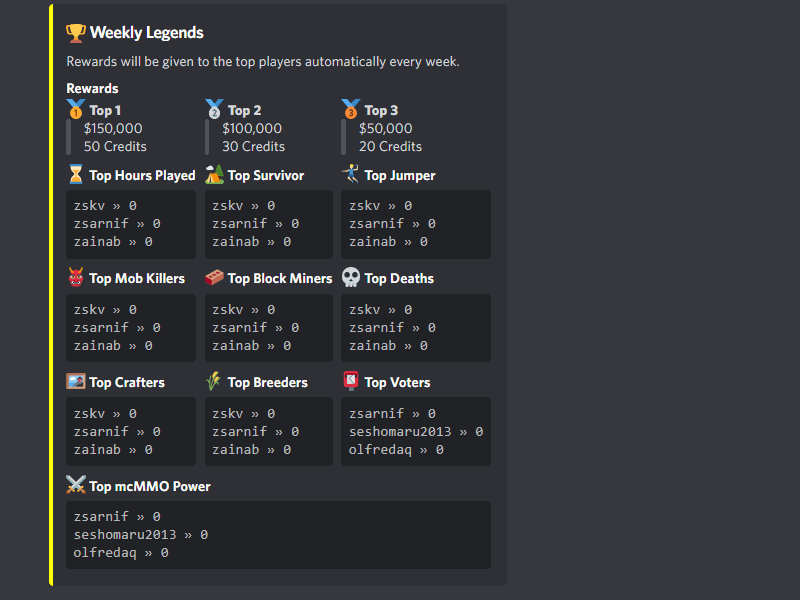 Weekly Legends
Rewards will be given to the top players automatically every week.
Rewards
1 Top 1
$150,000
50 Credits
2 Top 2
$100,000
30 Credits
3 Top 3
$50,000
20 Credits
Top Hours Played
zskv » 0
zsarnif » 0
zainab » 0
Top Survivor
zskv » 0
zsarnif » 0
zainab » 0
Top Jumper
zskv » 0
zsarnif » 0
zainab » 0
Top Mob Killers
zskv » 0
zsarnif » 0
zainab » 0
Top Block Miners
zskv » 0
zsarnif » 0
zainab » 0
Top Deaths
zskv » 0
zsarnif » 0
zainab » 0
Top Crafters
zskv » 0
zsarnif » 0
zainab » 0
Top Breeders
zskv » 0
zsarnif » 0
zainab » 0
Top Voters
zsarnif » 0
seshomaru2013 » 0
olfredaq » 0
Top mcMMO Power
zsarnif » 0
seshomaru2013 » 0
olfredaq » 0